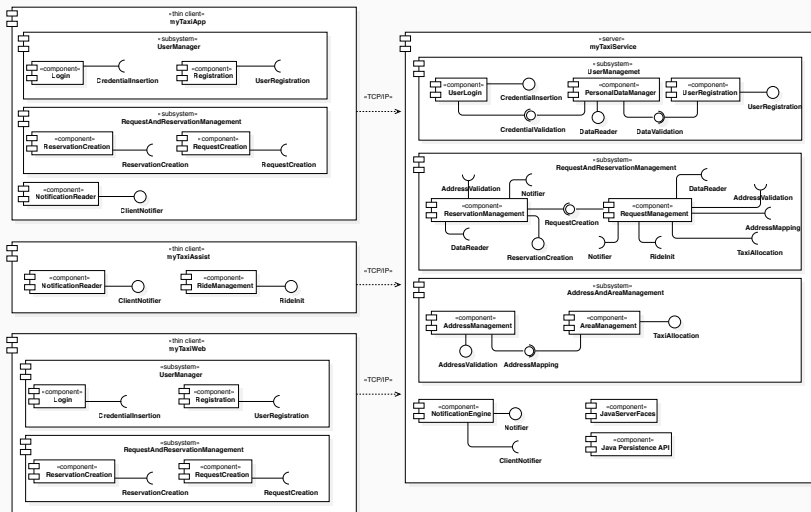 «thin client»
myTaxiApp
«subsystem»
UserManager
«component»
Login
CredentialInsertion
«component»
Registration
UserRegistration
«subsystem»
RequestAndReservationManagement
«component»
ReservationCreation
ReservationCreation
«component»
RequestCreation
RequestCreation
«component»
NotificationReader
ClientNotifier
«thin client»
myTaxiAssist
«component»
NotificationReader
ClientNotifier
«component»
RideManagement
RideInit
«thin client»
myTaxiWeb
«subsystem»
UserManager
«component»
Login
CredentialInsertion
«component»
Registration
UserRegistration
«subsystem»
RequestAndReservationManagement
«component»
ReservationCreation
ReservationCreation
«component»
RequestCreation
RequestCreation
«TCP/IP»
«TCP/IP»
«TCP/IP»
«server»
myTaxiService
«subsystem»
UserManagemet
«component»
UserLogin
CredentialInsertion
«component»
PersonalDataManager
«component»
UserRegistration
UserRegistration
CredentialValidation
DataReader
DataValidation
«subsystem»
RequestAndReservationManagement
AddressValidation
Notifier
DataReader
AddressValidation
«component»
ReservationManagement
RequestCreation
«component»
RequestManagement
AddressMapping
DataReader
ReservationCreation
Notifier
RideInit
TaxiAllocation
«subsystem»
AddressAndAreaManagement
«component»
AddressManagement
«component»
AreaManagement
TaxiAllocation
AddressValidation
AddressMapping
«component»
NotificationEngine
Notifier
ClientNotifier
«component»
JavaServerFaces
«component»
Java Persistence API